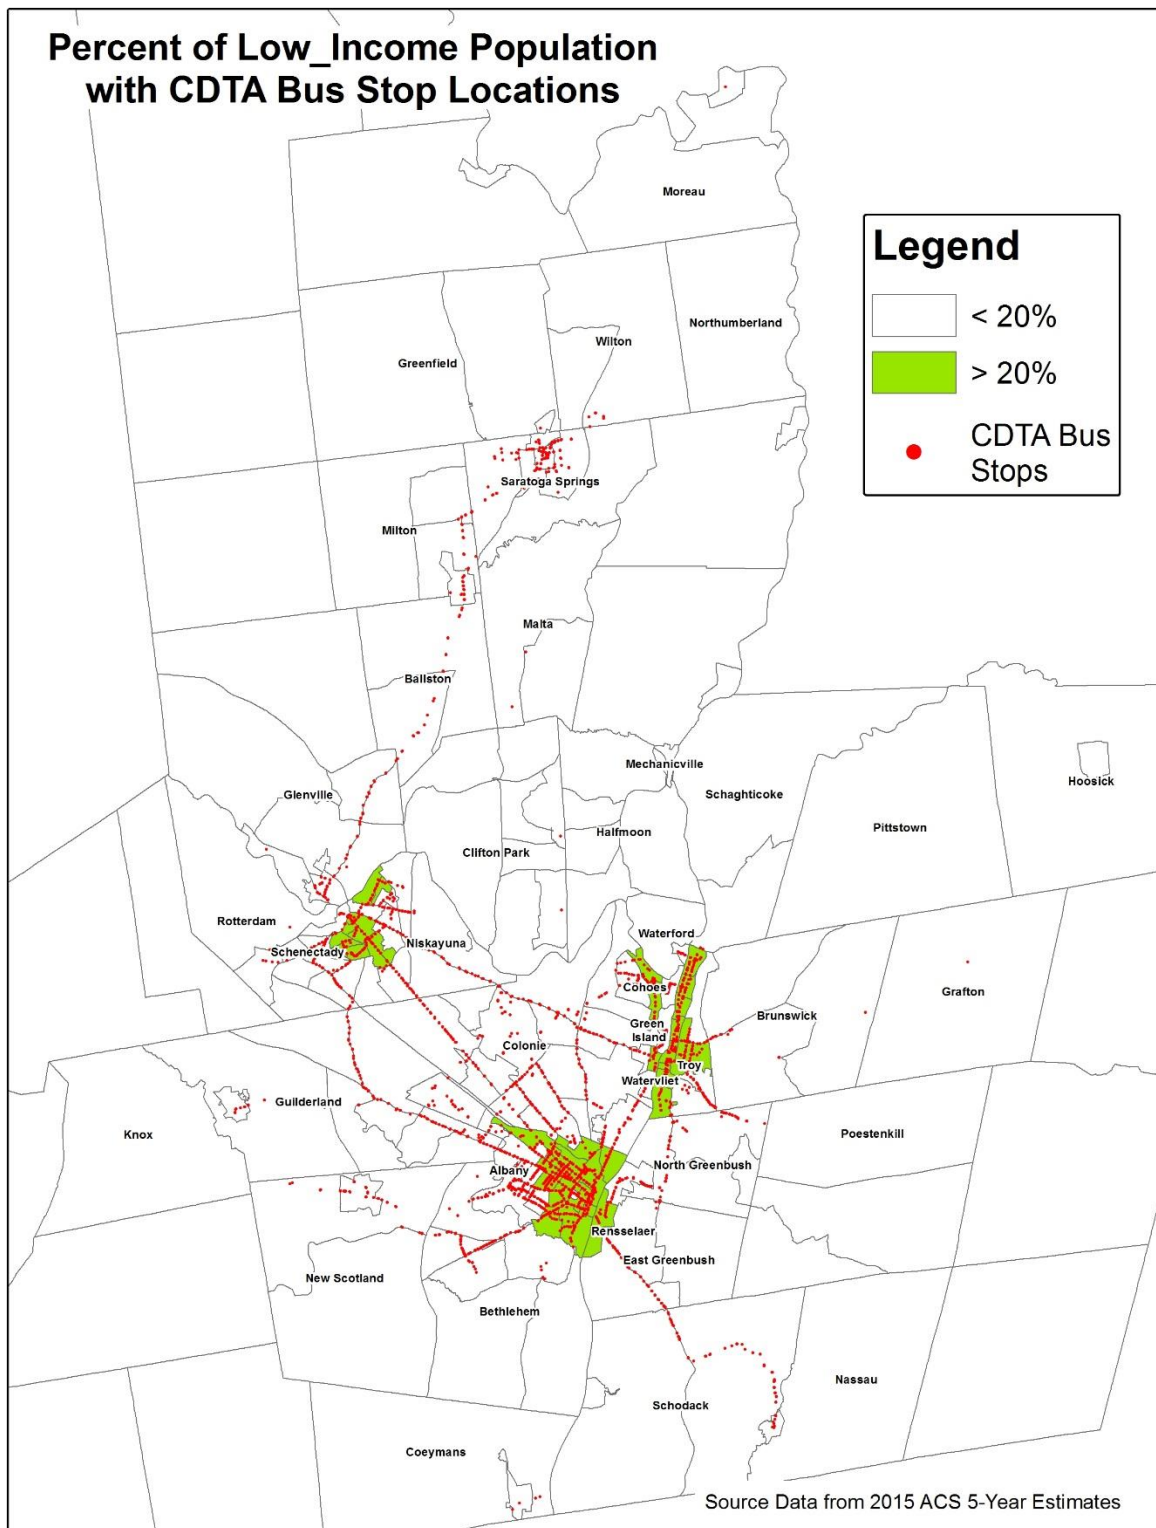 Percent of Low_Income Population
with CDTA Bus Stop Locations
Moreau
Legend
< 20%
> 20%
CDTA Bus
Stops
Northumberland
Wilton
Greenfield
Saratoga Springs
Milton
Malta
Ballston
Mechanicville
Hoosick
Glenville
Schaghticoke
Halfmoon
Pittstown
Clifton Park
Rotterdam
Waterford
Niskayuna
Schenectady
Cohoes
Grafton
Brunswick
Green
Island
Colonie
Troy
Watervliet
Guilderland
Knox
Poestenkill
North Greenbush
Albany
Rensselaer
East Greenbush
New Scotland
Bethlehem
Nassau
Schodack
Coeymans
Source Data from 2015 ACS 5-Year Estimates